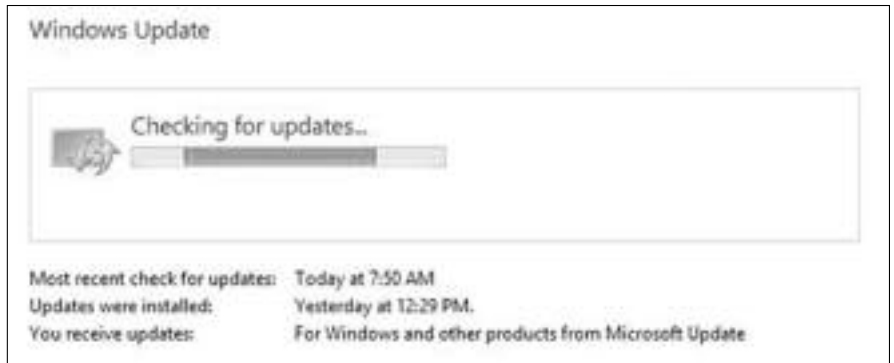 Windows Update
Checking for updates...
Most recent check for updates: Today at 7:50 AM
Updates were installed: Yesterday at 12:29 PM.
You receive updates: For Windows and other products from Microsoft Update